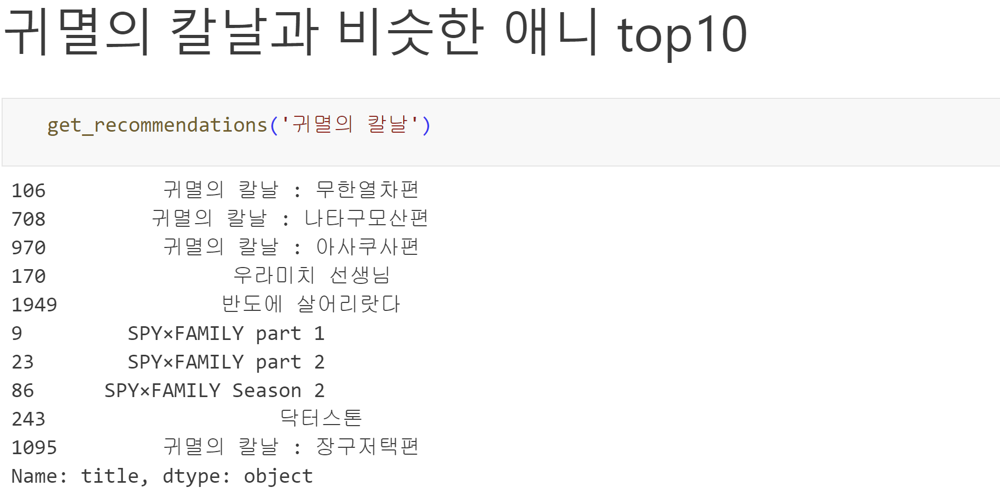 귀멸의 칼날과 비슷한 애니 top10
get_recommendations('귀멸의 칼날')
106 귀멸의 칼날 : 무한열차편
708 귀멸의 칼날 : 나타구모산편
970 귀멸의 칼날 : 아사쿠사편
170 우라미치 선생님
1949 반도에 살어리랏다
9 SPY×FAMILY part 1
23 SPY×FAMILY part 2
86 SPY×FAMILY Season 2
243 닥터스톤
1095 귀멸의 칼날 : 장구저택편
Name: title, dtype: object